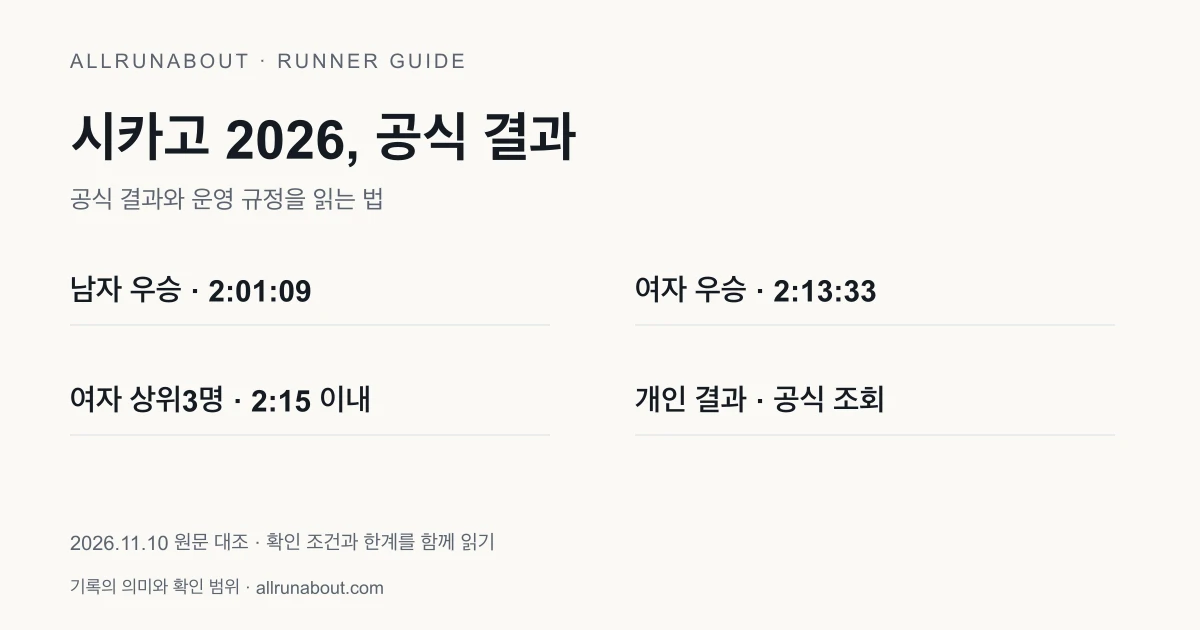 ALLRUNABOUT · RUNNER GUIDE
시카고 2026, 공식 결과
공식 결과와 운영 규정을 읽는 법
남자 우승 · 2:01:09
여자 우승 · 2:13:33
여자 상위3명 · 2:15 이내
개인 결과 · 공식 조회
2026.11.10 원문 대조 · 확인 조건과 한계를 함께 읽기
기록의 의미와 확인 범위 · allrunabout.com